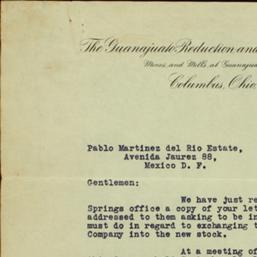 The Guanajuato Reduction and
Mines and Mills at Guanajua
Columbus, Ohio
Pablo Martinez del Rio Estate,
Avenida Jaurez 88,
Mexico D. F.
Gentlemen:
We have just re
Springs office a copy of your let
addressed to them asking to be in
must do in regard to exchanging t
Company into the new stock.
At a meeting of